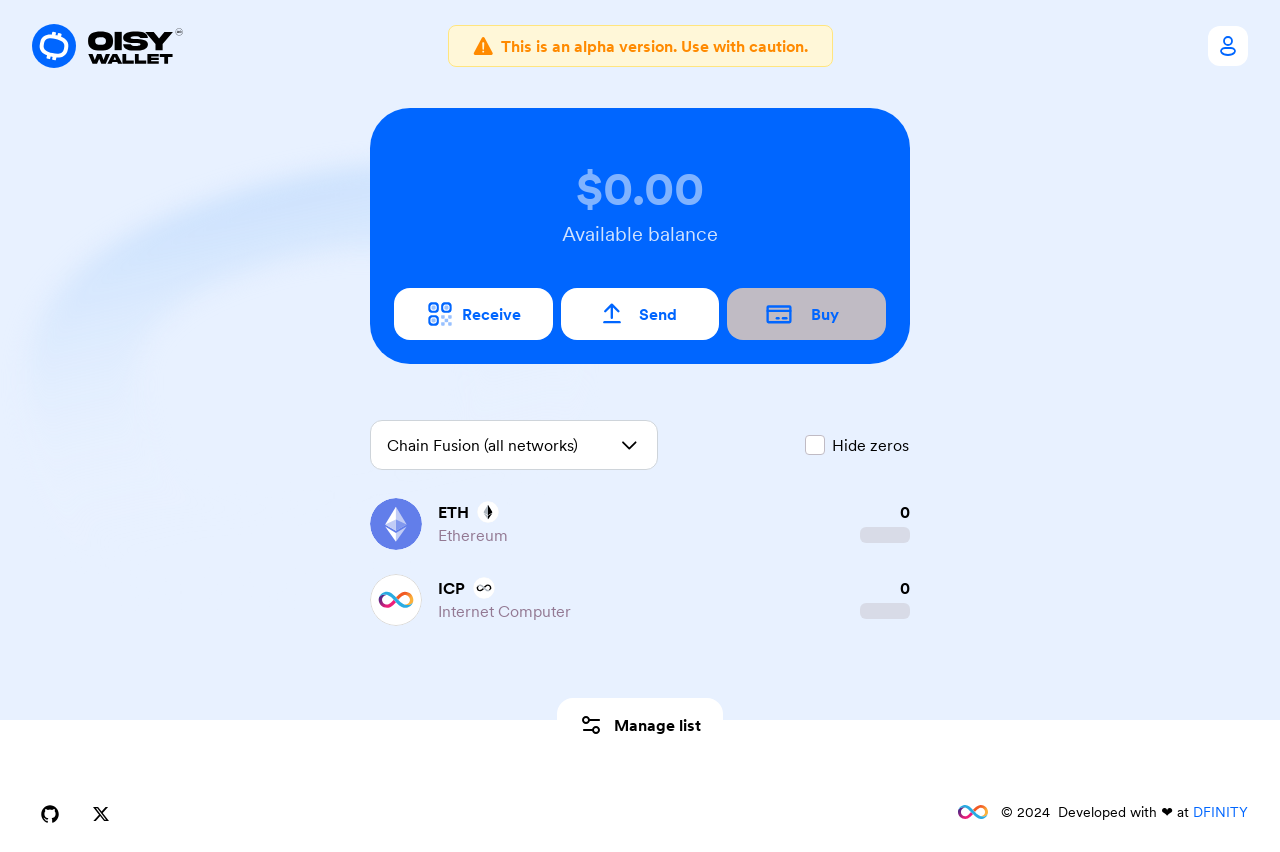 OISY
WALLET
This is an alpha version. Use with caution.
$0.00
Available balance
Receive
Send
Buy
Chain Fusion (all networks)
Hide zeros
ETH
0
Ethereum
ICP
0
Internet Computer
Manage list
© 2024 Developed with ❤ at DFINITY